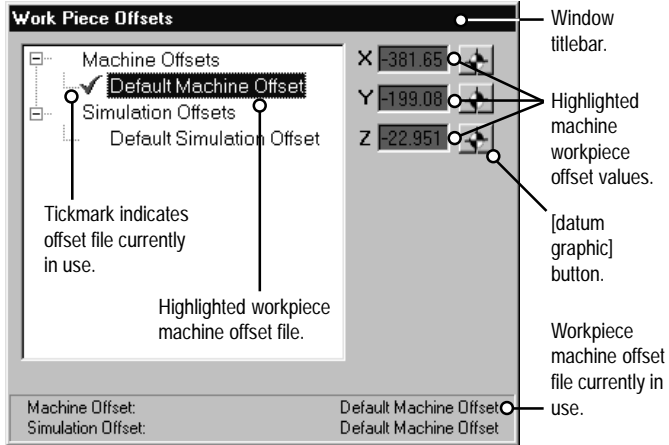 Work Piece Offsets
Machine Offsets
Default Machine Offset
Simulation Offsets
Default Simulation Offset
X -381.65
Y -199.08
Z -22.951
Tickmark indicates
offset file currently
in use.
Highlighted workpiece
machine offset file.
Machine Offset: Default Machine Offset
Simulation Offset: Default Machine Offset
Window
titlebar.
Highlighted
machine
workpiece
offset values.
[datum
graphic]
button.
Workpiece
machine offset
file currently in
use.